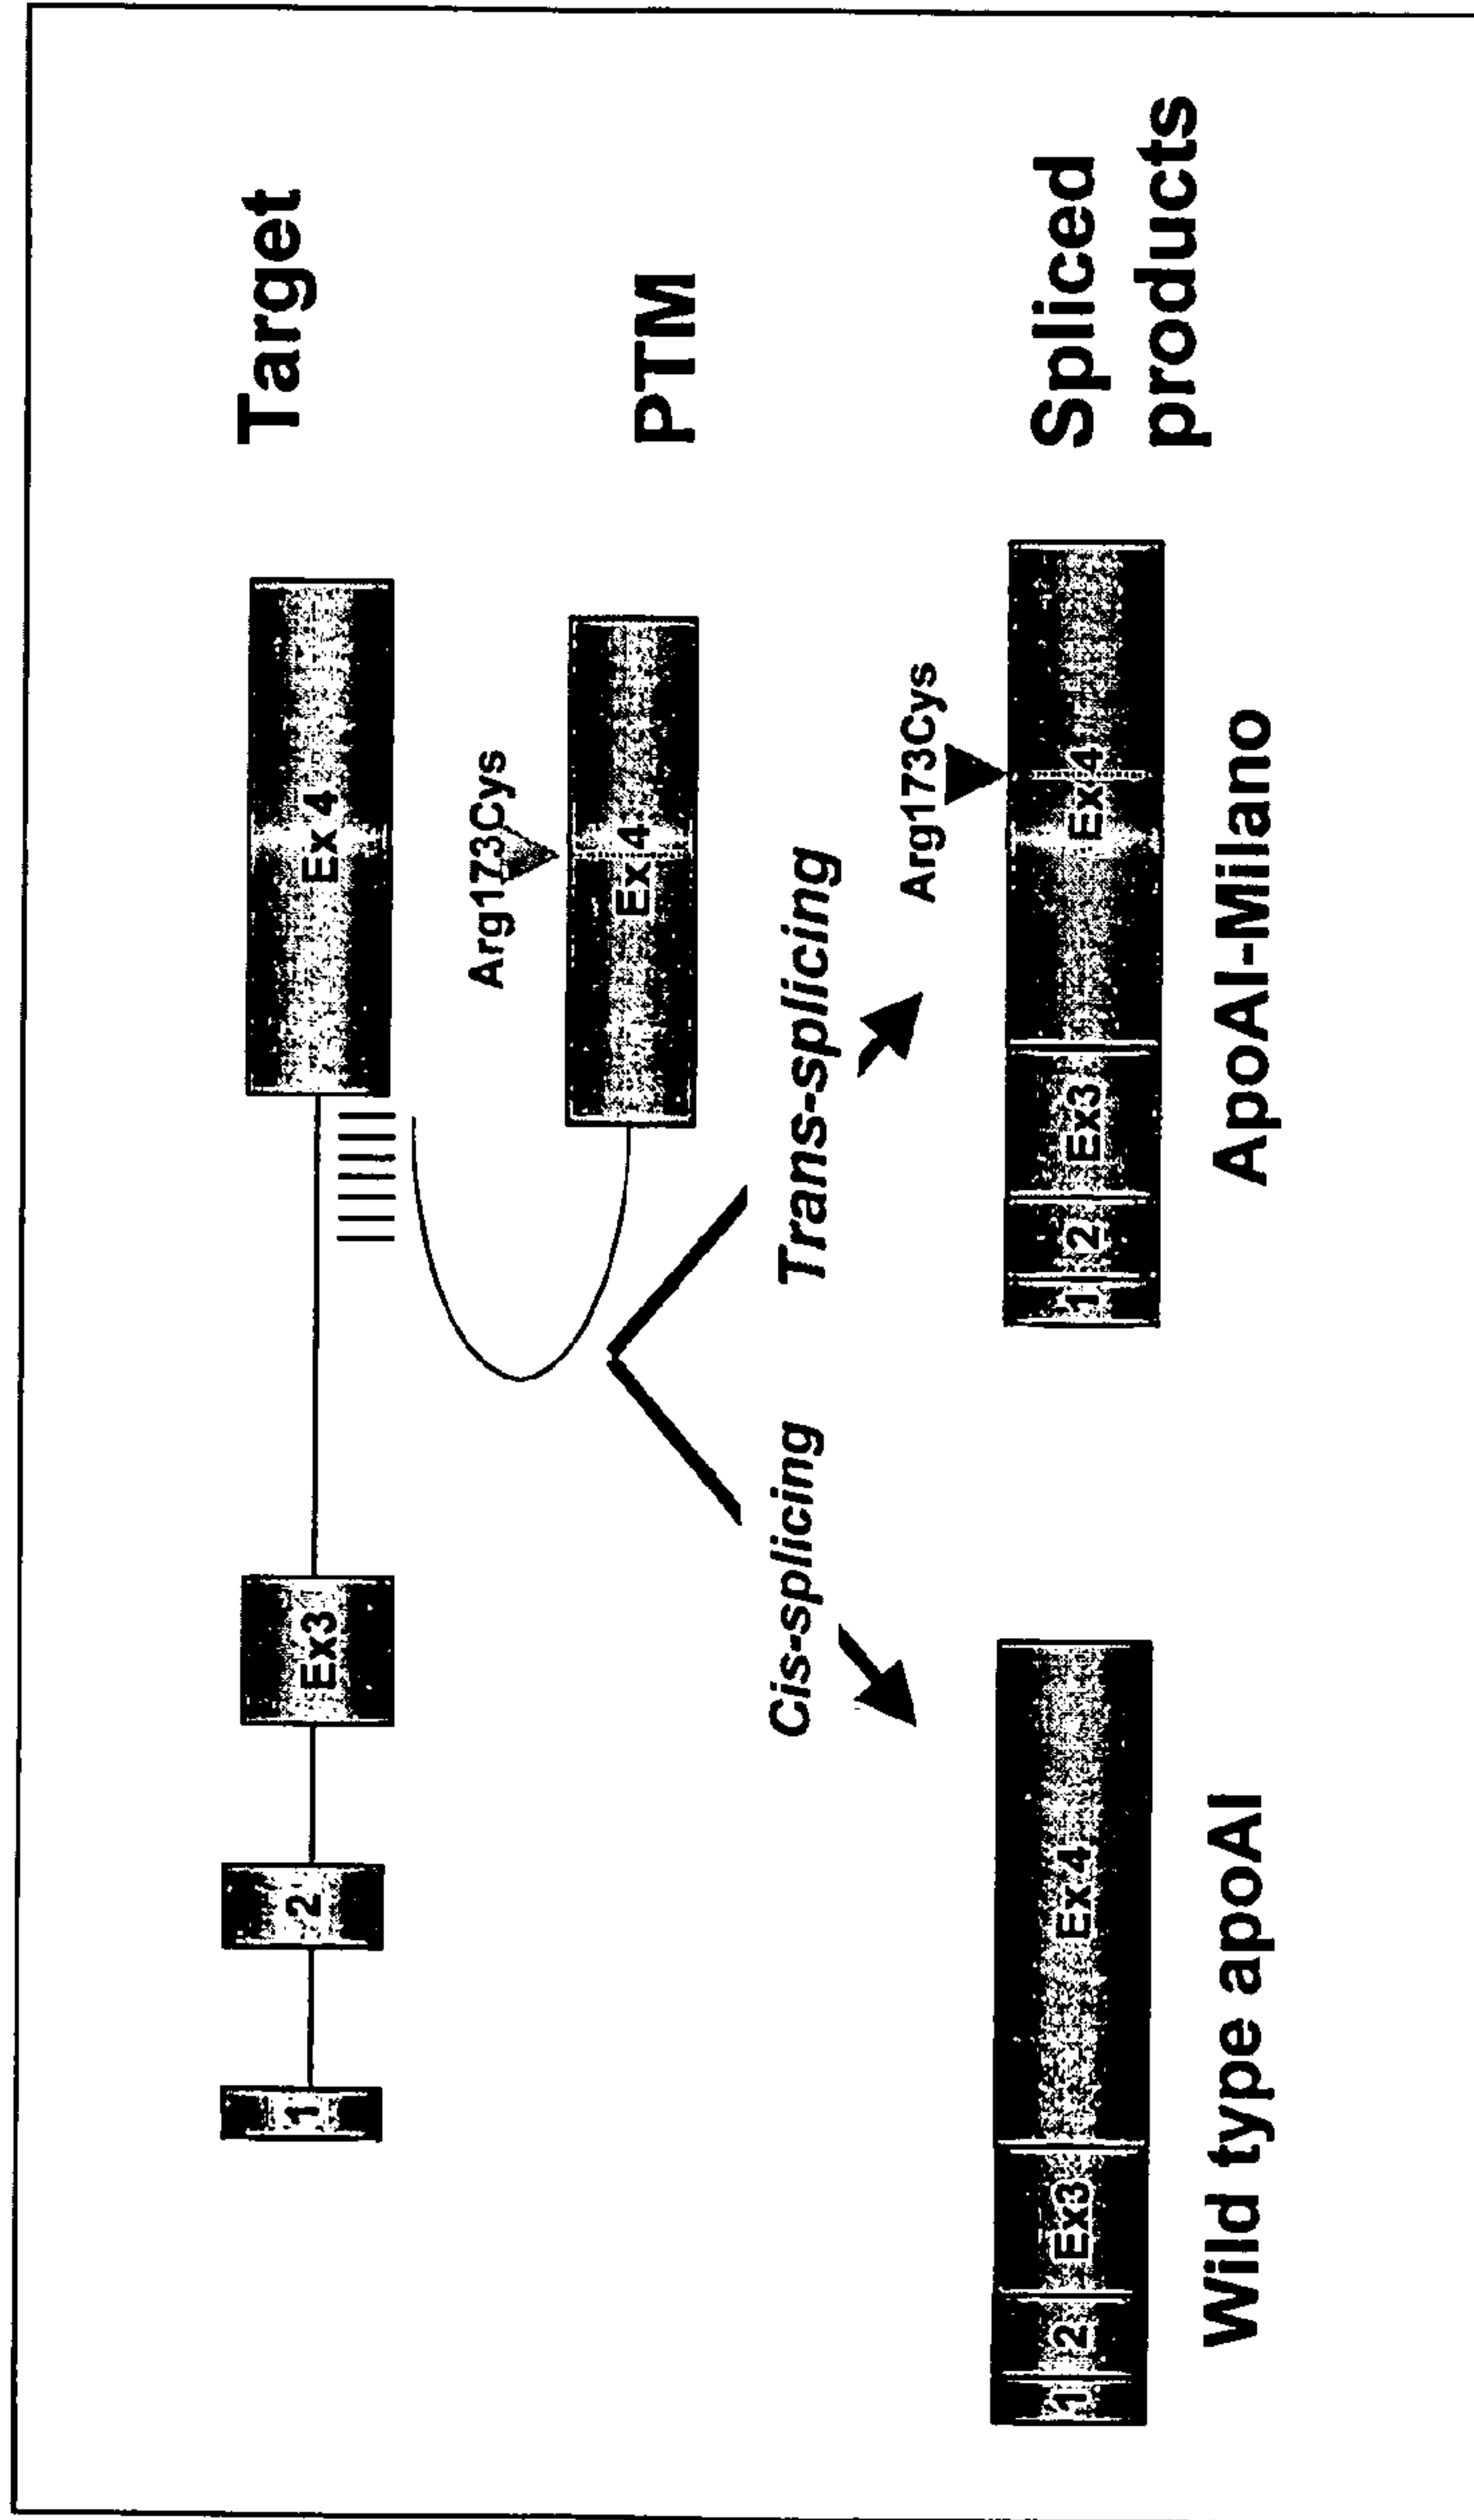 1
2
Ex3
Ex 4
Target
Arg173Cys
Ex 4
PTM
Cis-splicing
Trans-splicing
Arg173Cys
1
2
Ex3
Ex 4
1
2
Ex3
Ex 4
Spliced
products
Wild type apoAI
ApoAI-Milano